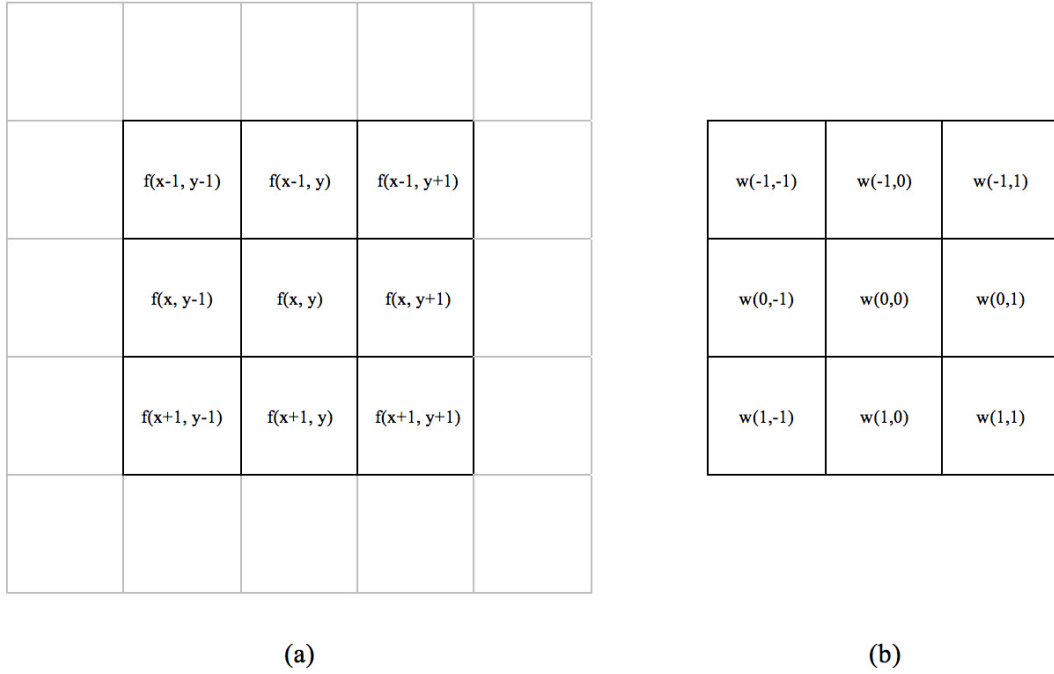 f(x-1, y-1) f(x-1, y) f(x-1, y+1) w(-1,-1) w(-1,0) w(-1,1)
f(x, y-1) f(x, y) f(x, y+1) w(0,-1) w(0,0) w(0,1)
f(x+1, y-1) f(x+1, y) f(x+1, y+1) w(1,-1) w(1,0) w(1,1)
(a) (b)